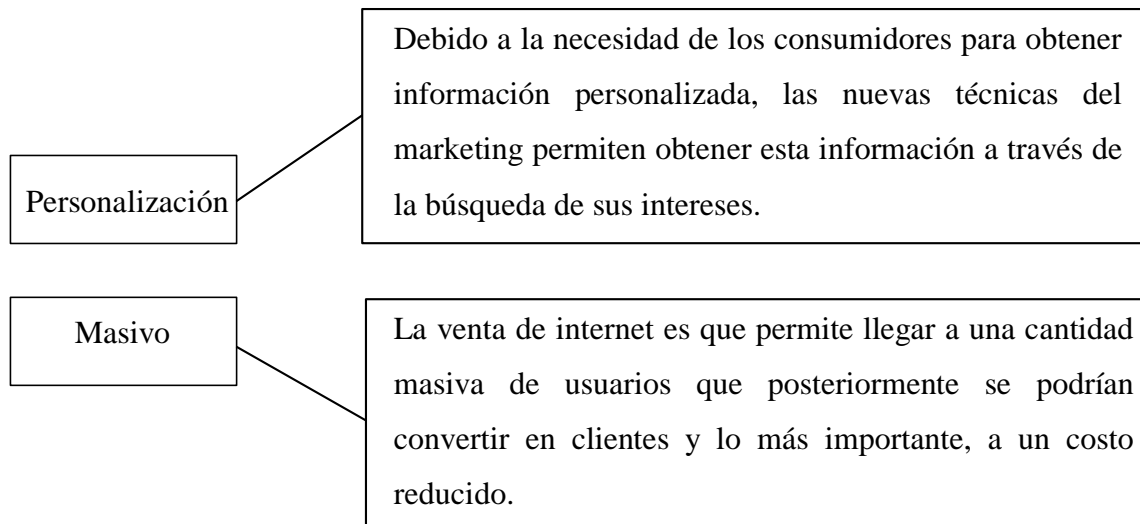 Personalización
Debido a la necesidad de los consumidores para obtener
información personalizada, las nuevas técnicas del
marketing permiten obtener esta información a través de
la búsqueda de sus intereses.
Masivo
La venta de internet es que permite llegar a una cantidad
masiva de usuarios que posteriormente se podrían
convertir en clientes y lo más importante, a un costo
reducido.